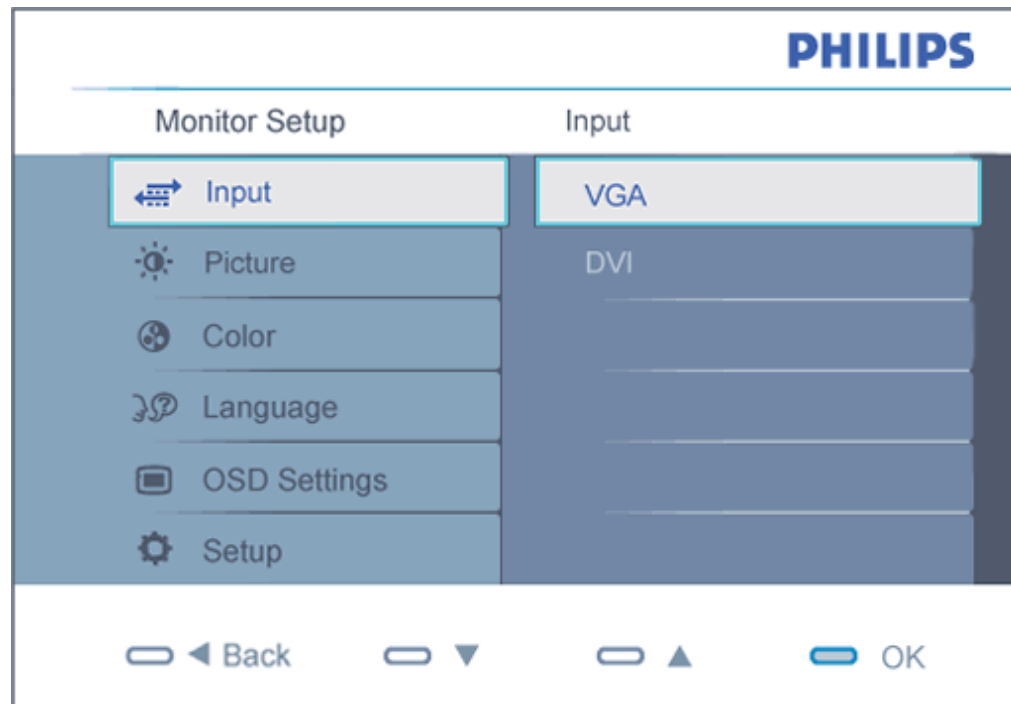 PHILIPS
Monitor Setup
Input
Input
VGA
Picture
DVI
Color
Language
OSD Settings
Setup
Back
OK